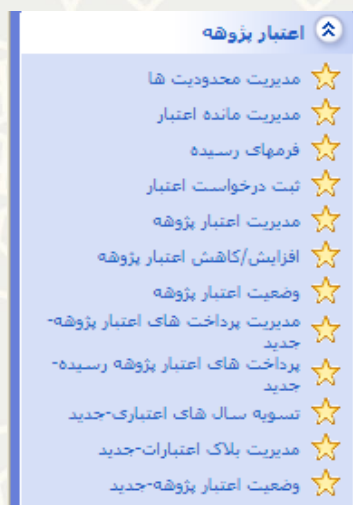 اعتبار پژوهه
مدیریت محدودیت ها
مدیریت مانده اعتبار
فرمهای رسیده
ثبت درخواست اعتبار
مدیریت اعتبار پژوهه
افزایش/کاهش اعتبار پژوهه
وضعیت اعتبار پژوهه
مدیریت پرداخت های اعتبار پژوهه-
جدید
پرداخت های اعتبار پژوهه رسیده-
جدید
تسویه سال های اعتباری-جدید
مدیریت بلاک اعتبارات-جدید
وضعیت اعتبار پژوهه-جدید